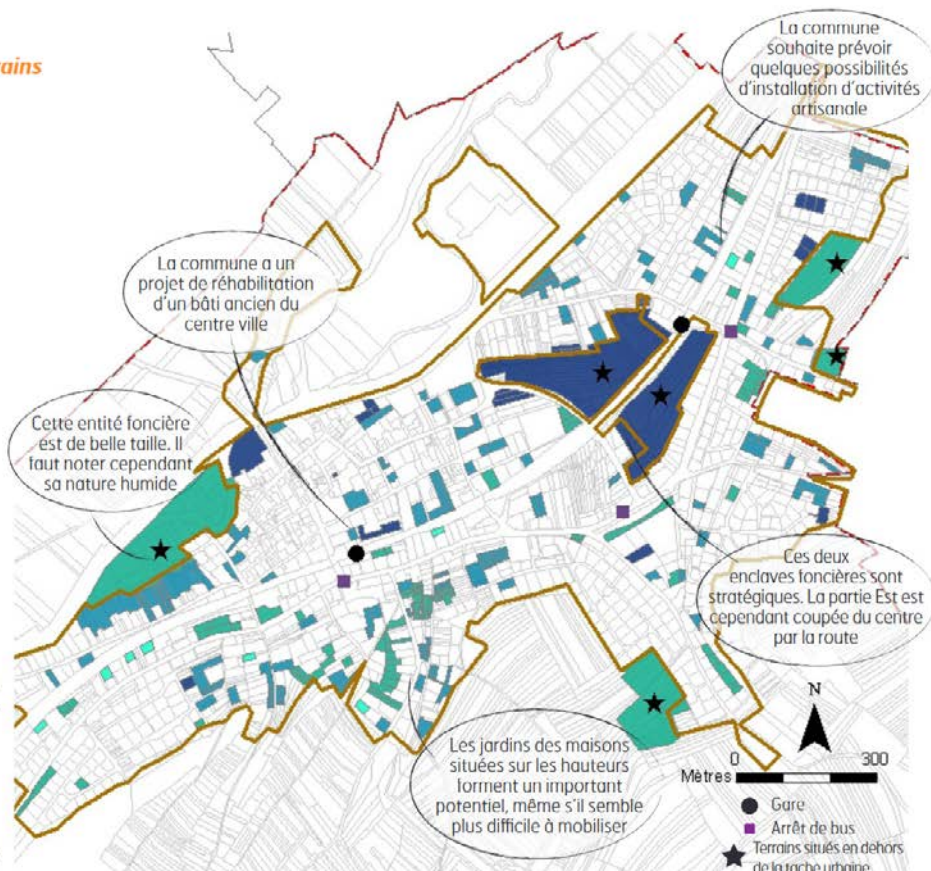 rains
La commune
souhaite prévoir
quelques possibilités
d'installation d'activités
artisanale
La commune a un
projet de réhabilitation
d'un bâti ancien du
centre ville
Cette entité foncière
est de belle taille. Il
faut noter cependant
sa nature humide
Ces deux
enclaves foncières sont
stratégiques. La partie Est est
cependant coupée du centre
par la route
Les jardins des maisons
situées sur les hauteurs
forment un important
potentiel, même s'il semble
plus difficile à mobiliser
N
0 300
Mètres
Gare
Arrêt de bus
Terrains situés en dehors
de la tache urbaine